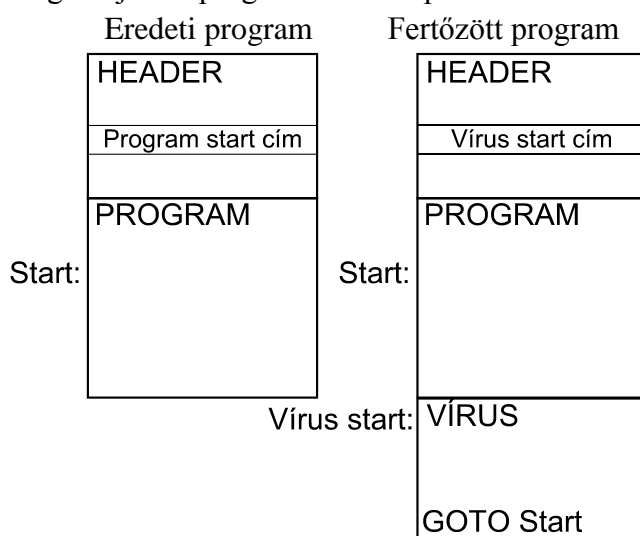 Eredeti program
Fertőzött program
HEADER
Program start cím
PROGRAM
Start:
HEADER
Vírus start cím
PROGRAM
Start:
Vírus start:
VÍRUS
GOTO Start